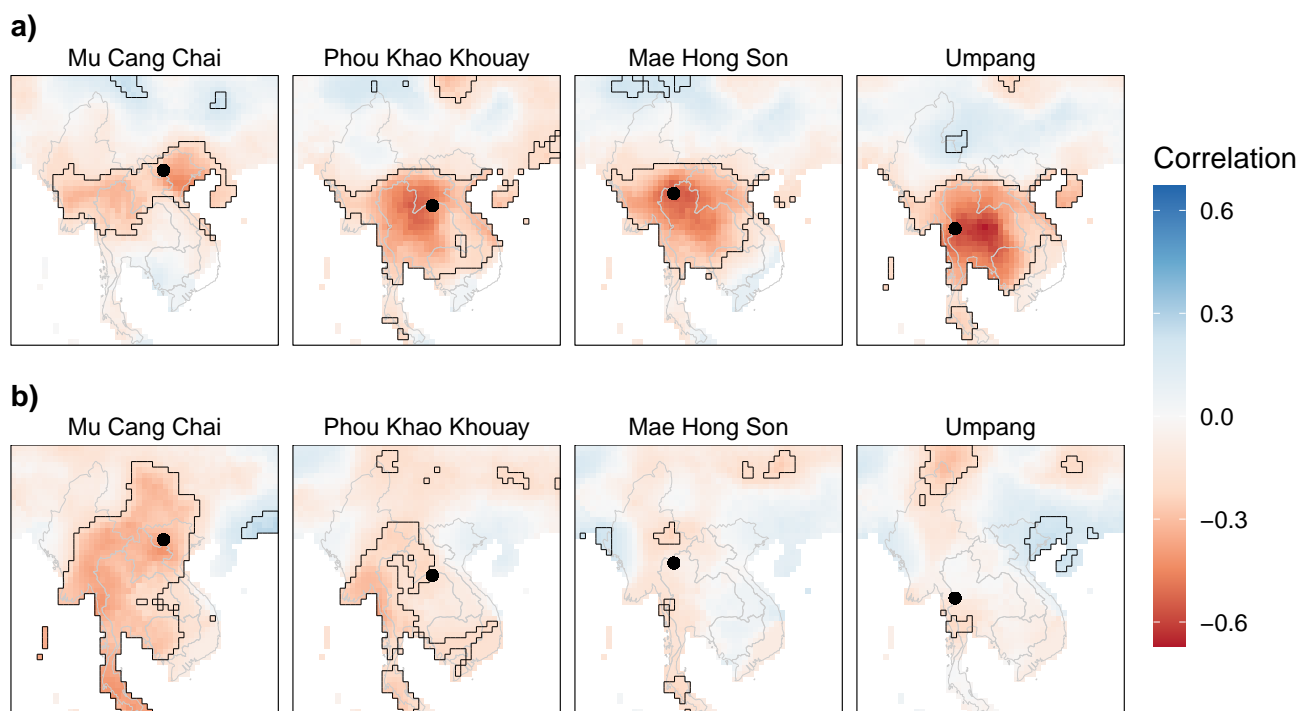 a)
Mu Cang Chai
Phou Khao Khouay
Mae Hong Son
Umpang
Correlation
0.6
0.3
0.0
−0.3
−0.6
b)
Mu Cang Chai
Phou Khao Khouay
Mae Hong Son
Umpang